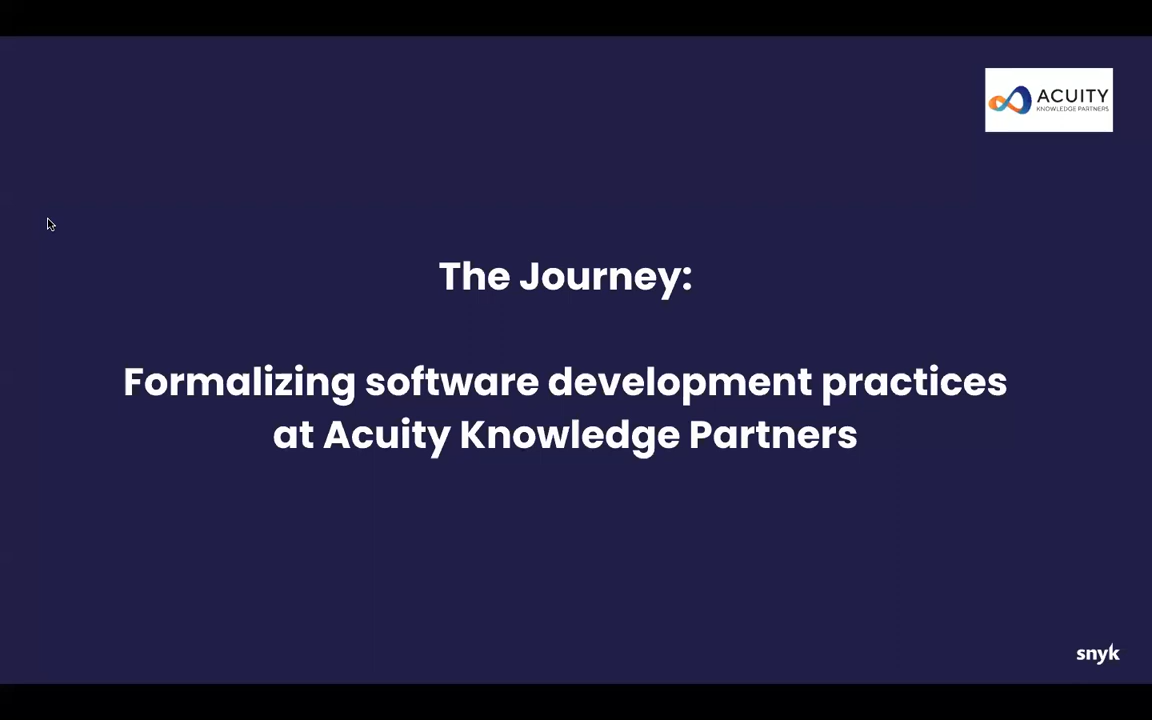 ACUITY
KNOWLEDGE PARTNERS
The Journey:
Formalizing software development practices
at Acuity Knowledge Partners
snyk